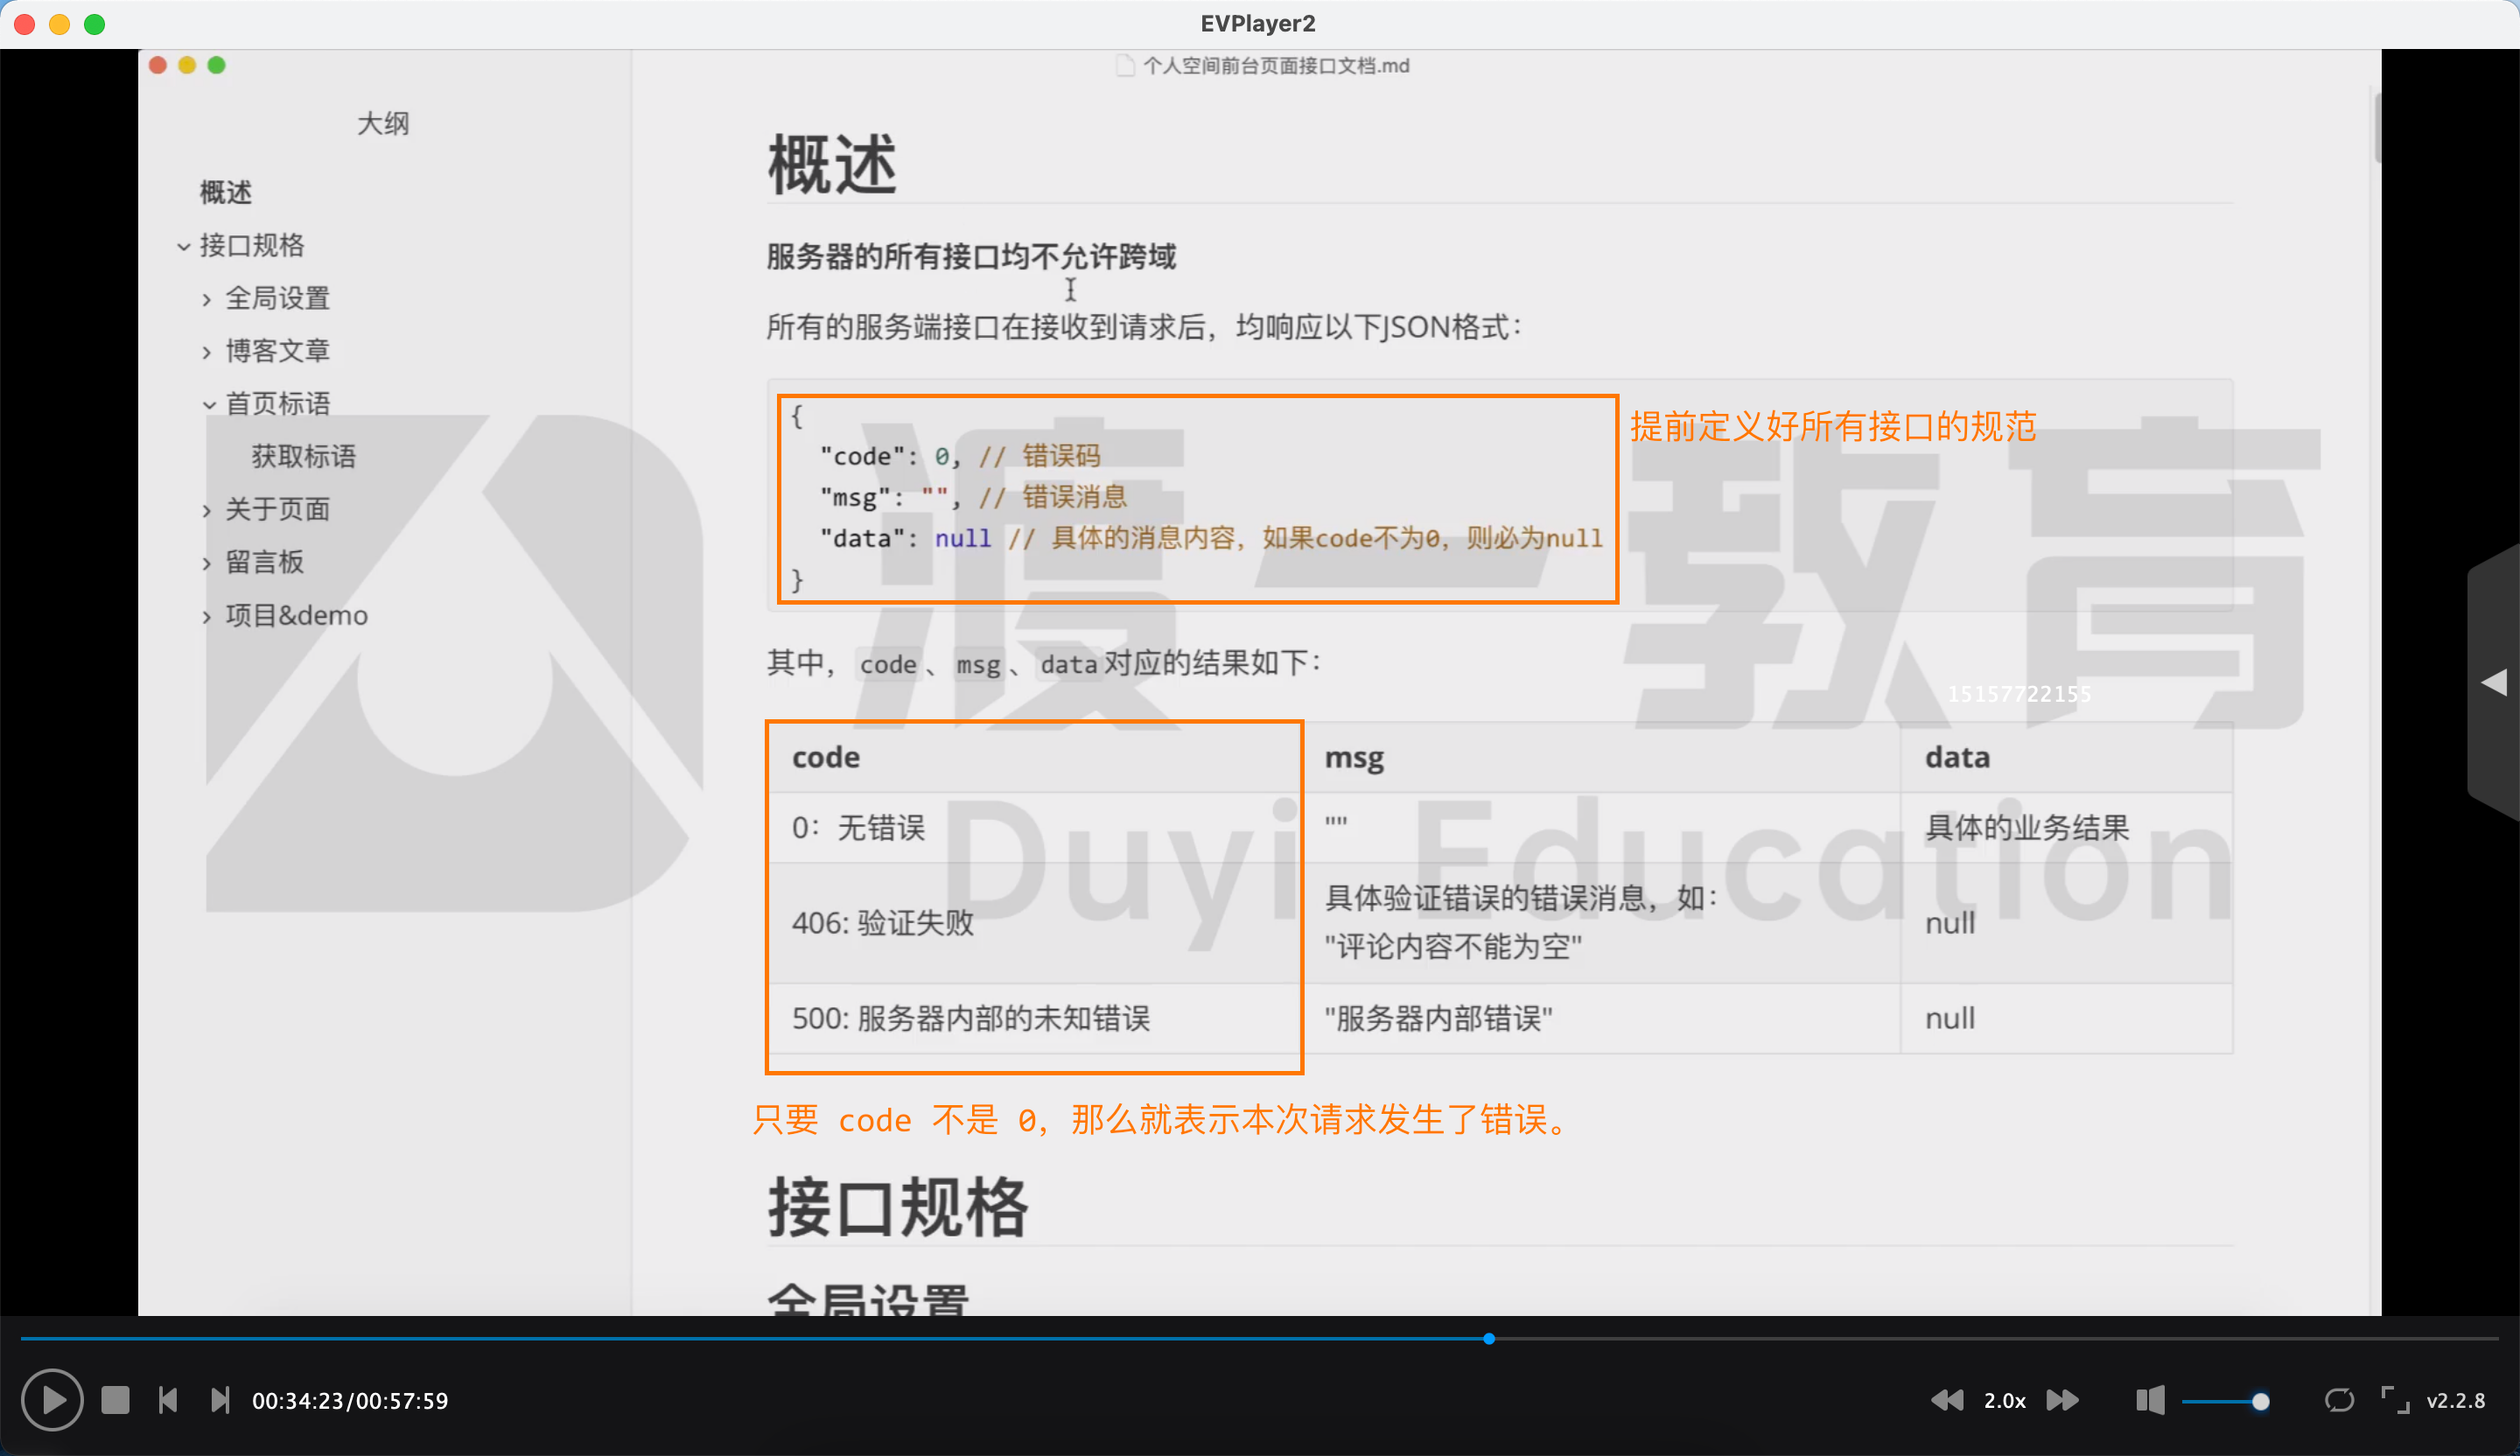 EVPlayer2
个人空间前台页面接口文档.md
大纲
概述
接口规格
全局设置
博客文章
首页标语
获取标语
关于页面
留言板
项目&demo
概述
服务器的所有接口均不允许跨域
所有的服务端接口在接收到请求后，均响应以下JSON格式：
{
"code": 0, // 错误码
"msg": "", // 错误消息
"data": null // 具体的消息内容，如果code不为0，则必为null
}
提前定义好所有接口的规范
其中， code 、 msg 、 data 对应的结果如下：
15157722155
code msg data
0：无错误 "" 具体的业务结果
406: 验证失败 具体验证错误的错误消息，如：
"评论内容不能为空" null
500: 服务器内部的未知错误 "服务器内部错误" null
只要 code 不是 0，那么就表示本次请求发生了错误。
接口规格
全局设置
渡一教育
Duyi Education
00:34:23/00:57:59
2.0x
v2.2.8